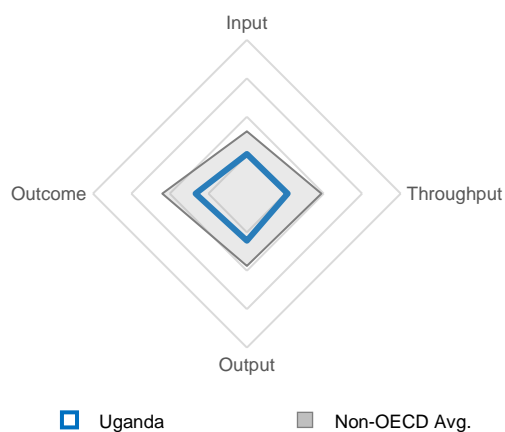 Input
Outcome
Throughput
Output
Uganda
Non-OECD Avg.